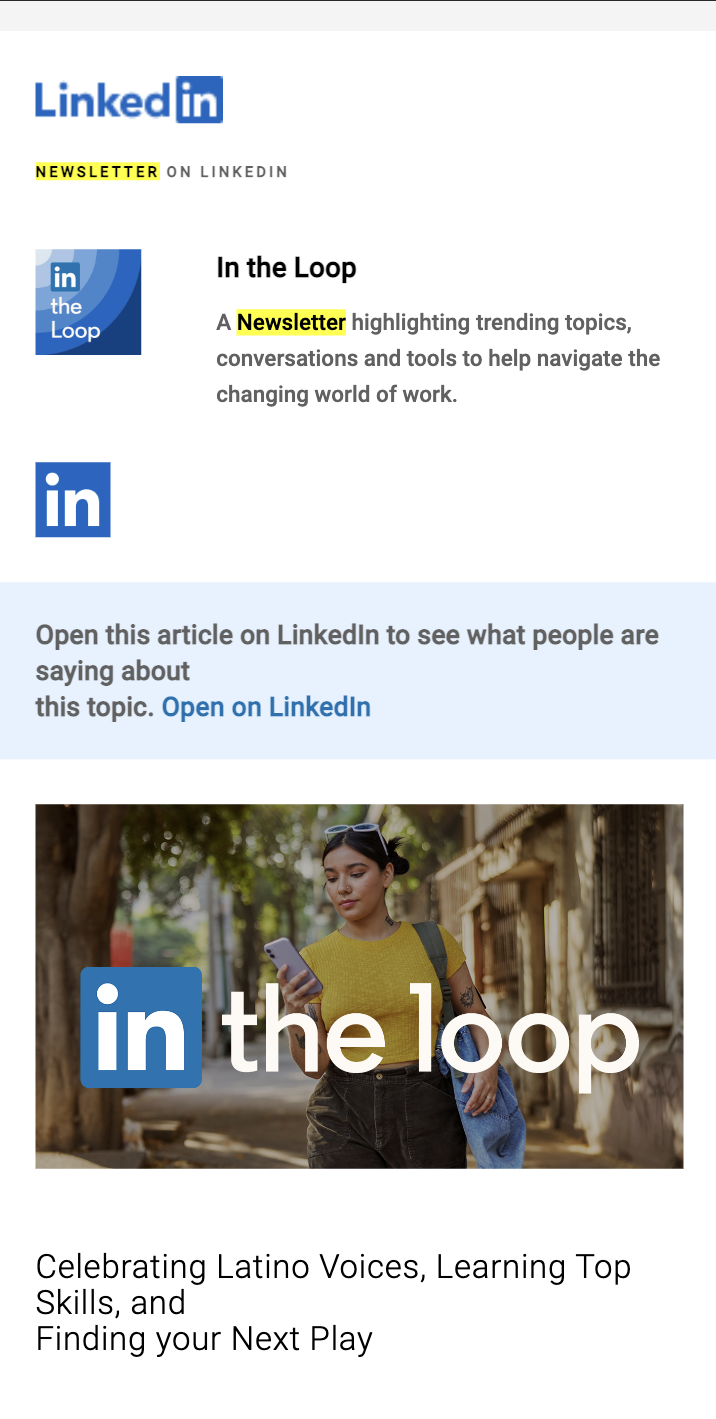 Linked in
NEWSLETTER ON LINKEDIN
in
the
Loop
In the Loop
A Newsletter highlighting trending topics,
conversations and tools to help navigate the
changing world of work.
in
Open this article on LinkedIn to see what people are
saying about
this topic. Open on LinkedIn
in the loop
Celebrating Latino Voices, Learning Top
Skills, and
Finding your Next Play